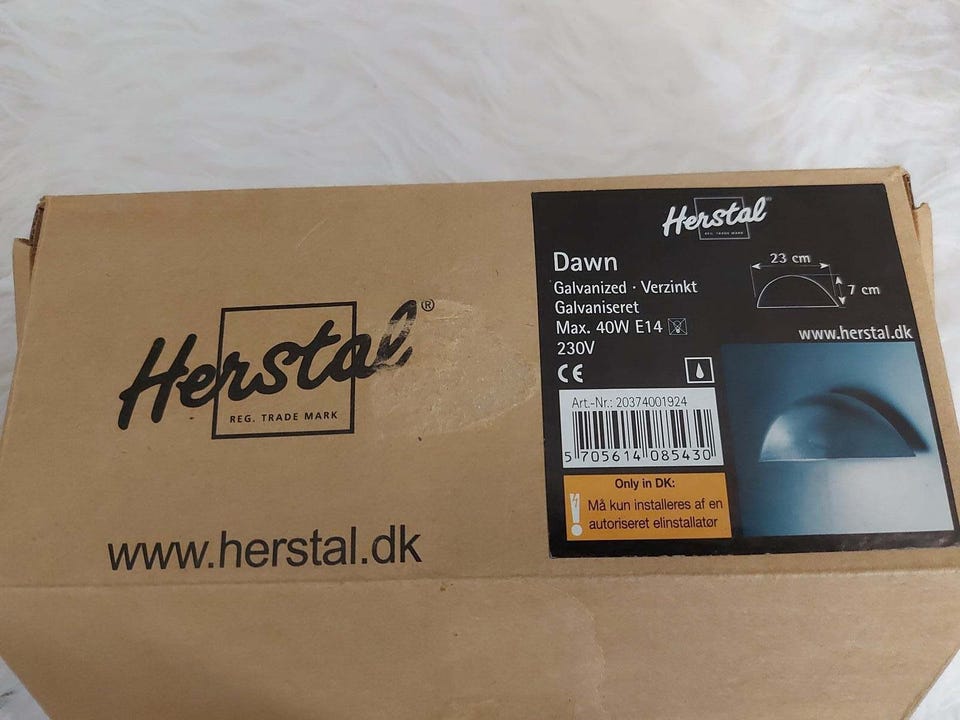 Herstal®
REG. TRADE MARK
www.herstal.dk
Herstal®
REG. TRADE MARK
Dawn
Galvanized · Verzinkt
Galvaniseret
Max. 40W E14
230V
CE
23 cm
7 cm
www.herstal.dk
Art.-Nr.: 20374001924
5 705614 085430
Only in DK:
Må kun installeres af en
autoriseret elinstallatør